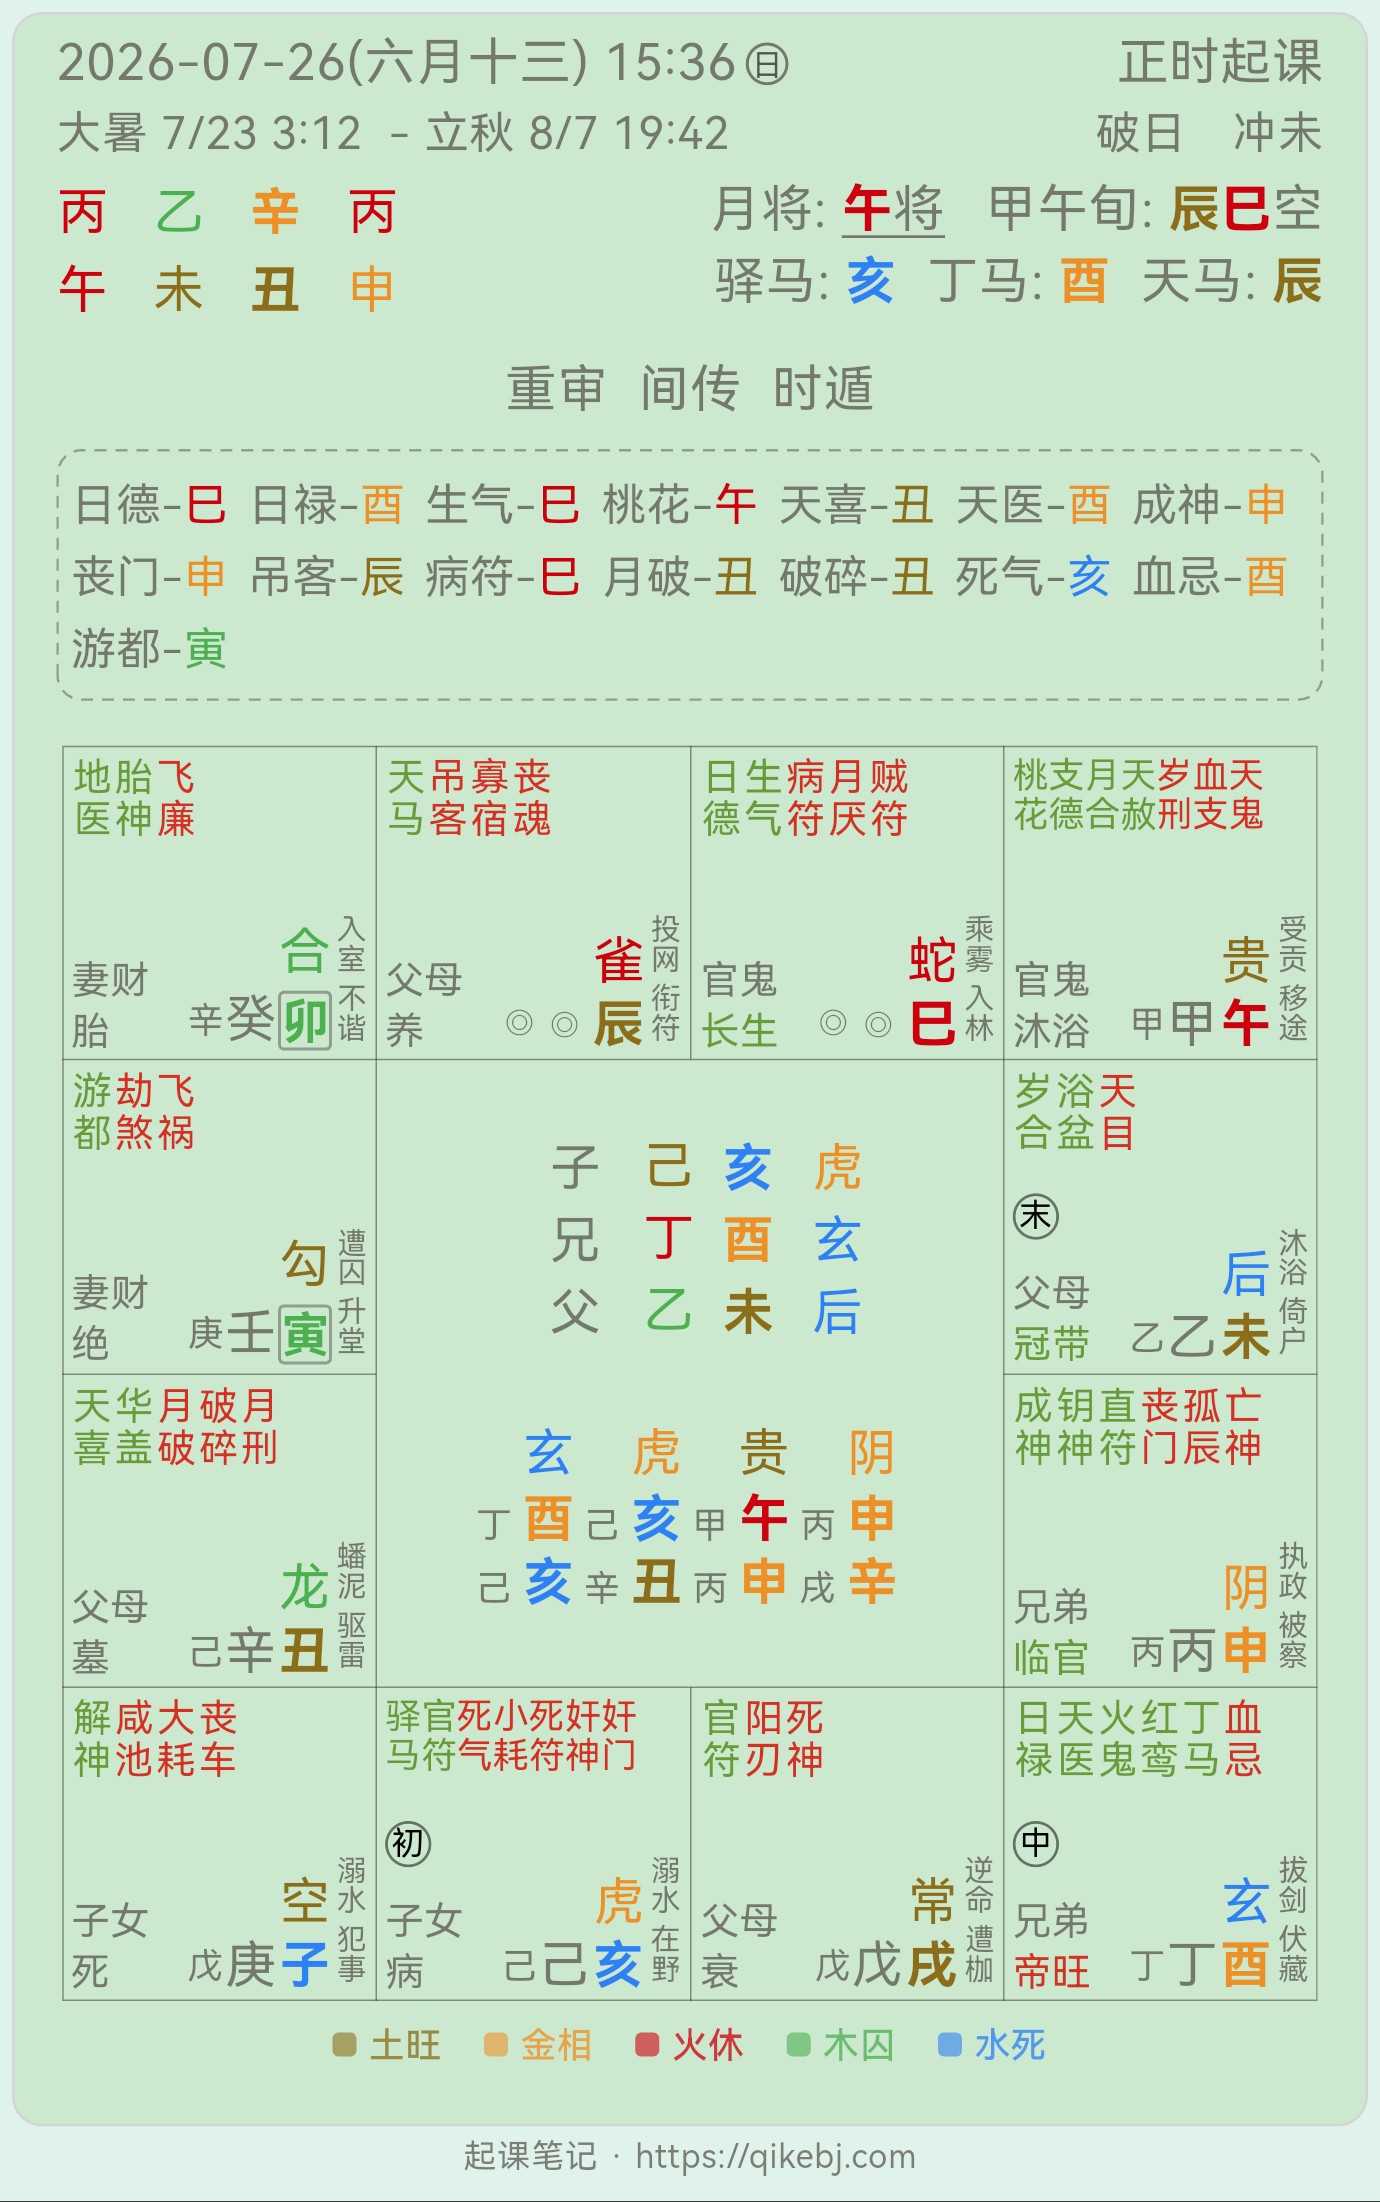 2026-07-26(六月十三) 15:36 ㊐ 正时起课
大暑 7/23 3:12 - 立秋 8/7 19:42 破日 冲未
丙 乙 辛 丙 月将: 午将 甲午旬: 辰巳空
午 未 丑 申 驿马: 亥 丁马: 酉 天马: 辰
重审 间传 时遁
日德-巳 日禄-酉 生气-巳 桃花-午 天喜-丑 天医-酉 成神-申
丧门-申 吊客-辰 病符-巳 月破-丑 破碎-丑 死气-亥 血忌-酉
游都-寅
地医 胎神 飞廉
合 入室
妻财 不谐
胎 辛癸卯
天马 吊客 寡宿 丧魂
雀 投网
父母 衔符
养 ◎ ◎ 辰
日德 生气 病符 月厌 贼符
蛇 乘雾
官鬼 入林
长生 ◎ ◎ 巳
桃花 支德 月合 天赦 岁刑 血支 天鬼
贵 受贡
官鬼 移途
沐浴 甲甲午
游都 劫煞 飞祸
勾 遭囚
妻财 升堂
绝 庚壬寅
子 己 亥 虎
兄 丁 酉 玄
父 乙 未 后
岁合 浴盆 天目
末
后 沐浴
父母 倚户
冠带 乙乙未
天喜 华盖 月破 破碎 月刑
龙 蟠泥
父母 驱雷
墓 己辛丑
玄 虎 贵 阴
丁 酉 己 亥 甲 午 丙 申
己 亥 辛 丑 丙 申 戌 辛
成神 钥神 直符 丧门 孤辰 亡神
阴 执政
兄弟 被察
临官 丙丙申
解神 咸池 大耗 丧车
空 溺水
子女 犯事
死 戊庚子
驿马 官符 死气 小耗 死符 奸神 奸门
初
虎 溺水
子女 在野
病 己己亥
官符 阳刃 死神
常 逆命
父母 遭枷
衰 戊戊戌
日禄 天医 火鬼 红鸾 丁马 血忌
中
玄 拔剑
兄弟 伏藏
帝旺 丁丁酉
土旺 金相 火休 木囚 水死
起课笔记 · https://qikebj.com